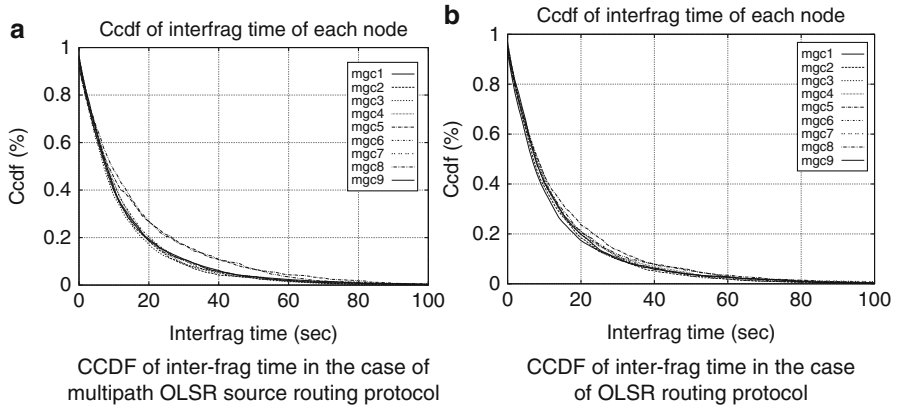 a
Ccdf of interfrag time of each node
Ccdf (%)
1
0.8
0.6
0.4
0.2
0
mgc1
mgc2
mgc3
mgc4
mgc5
mgc6
mgc7
mgc8
mgc9
0 20 40 60 80 100
Interfrag time (sec)
CCDF of inter-frag time in the case of
multipath OLSR source routing protocol
b
Ccdf of interfrag time of each node
Ccdf (%)
1
0.8
0.6
0.4
0.2
0
mgc1
mgc2
mgc3
mgc4
mgc5
mgc6
mgc7
mgc8
mgc9
0 20 40 60 80 100
Interfrag time (sec)
CCDF of inter-frag time in the case
of OLSR routing protocol